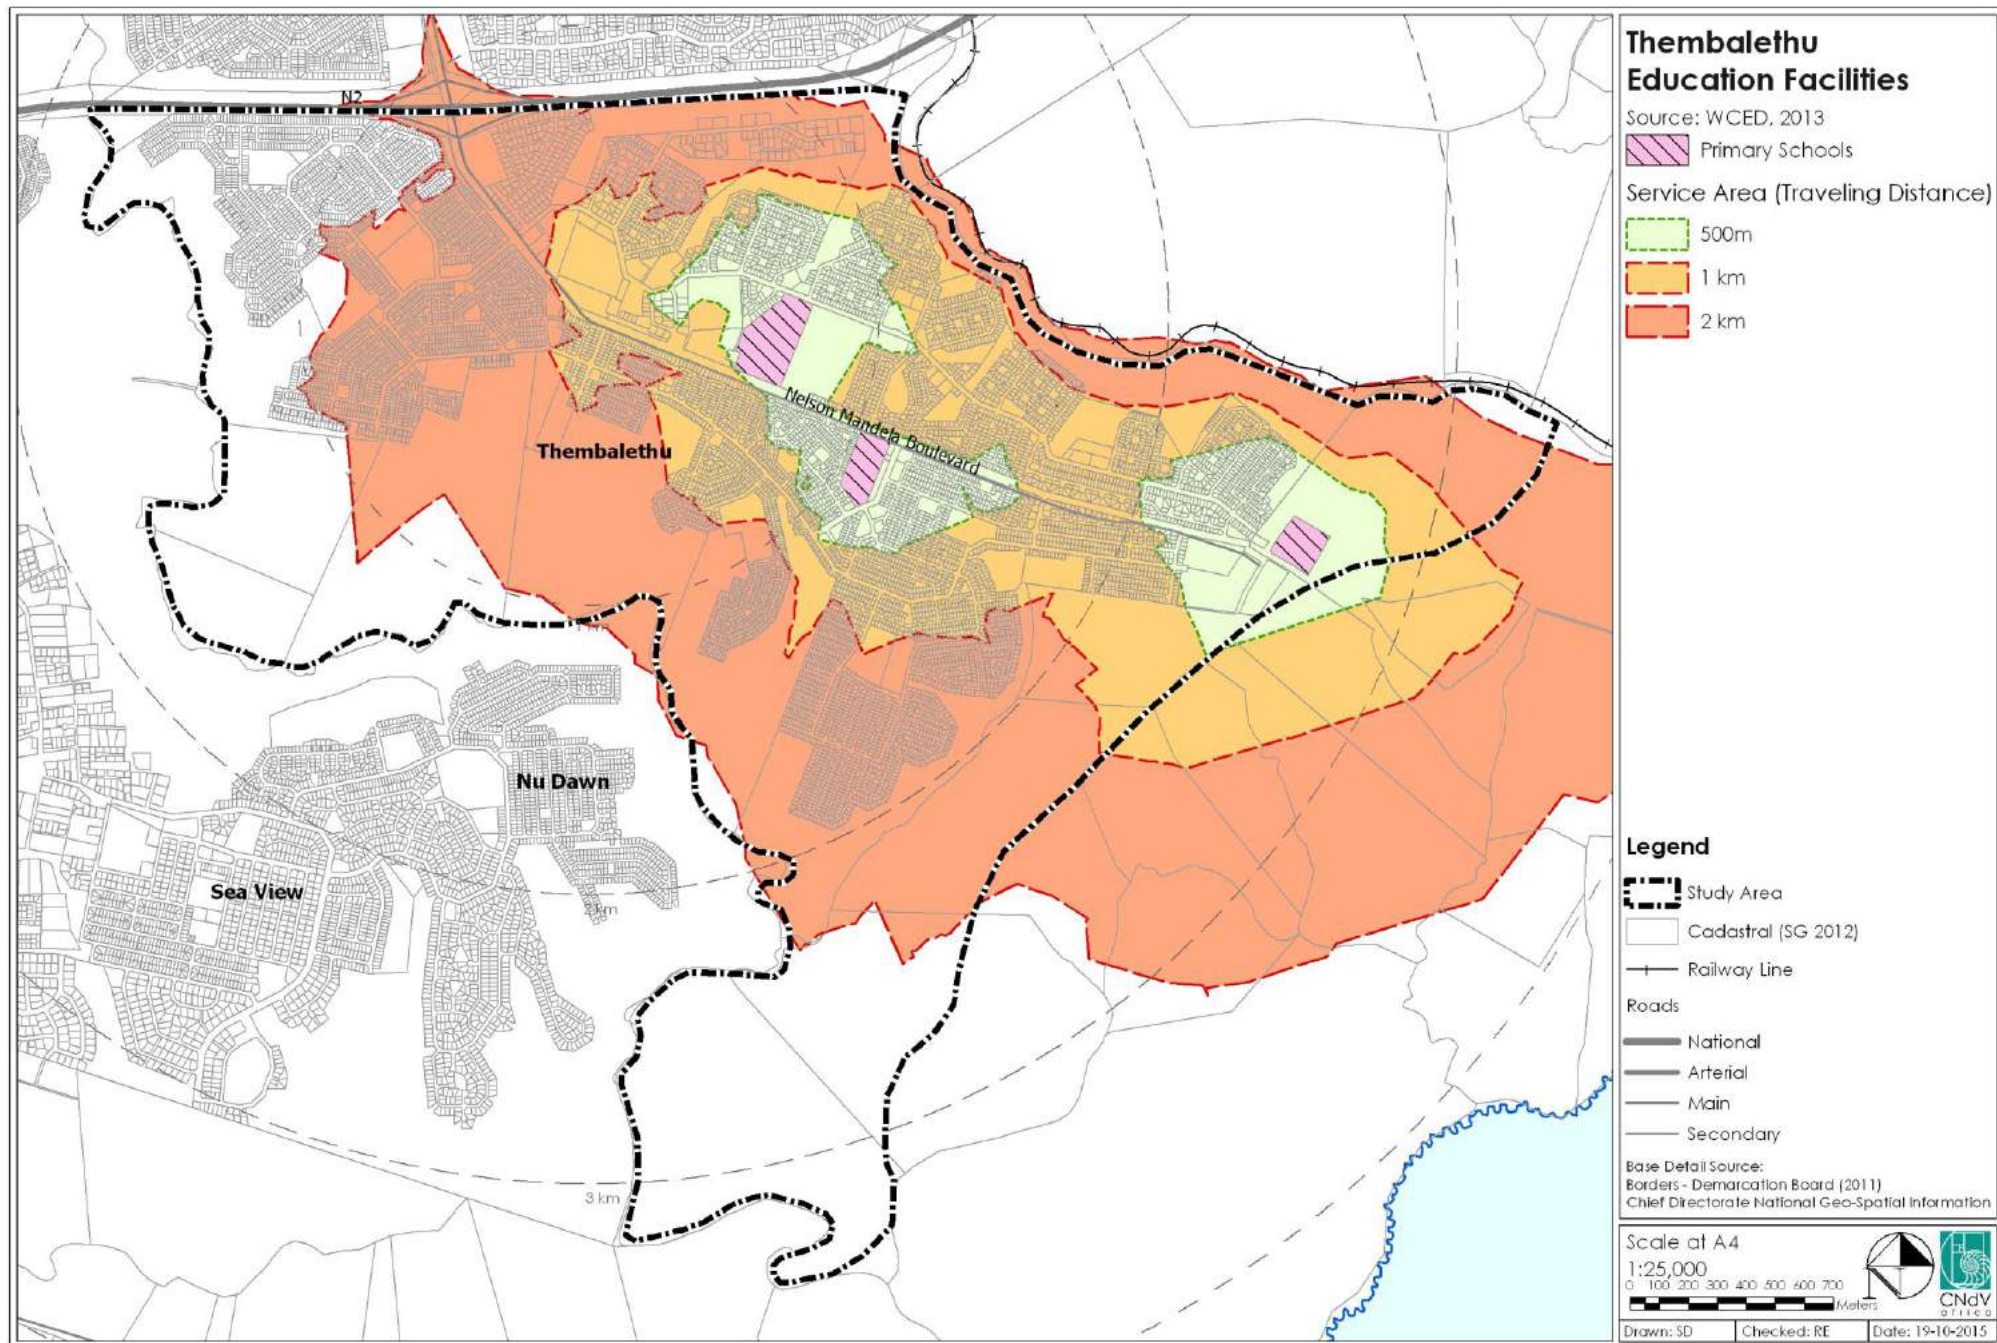 Thembalethu
Education Facilities
Source: WCED, 2013
Primary Schools
Service Area (Traveling Distance)
500m
1 km
2 km
N2
Nelson Mandela Boulevard
Thembalethu
Nu Dawn
Sea View
1 km
2 km
3 km
Legend
Study Area
Cadastral (SG 2012)
Railway Line
Roads
National
Arterial
Main
Secondary
Base Detail Source:
Borders - Demarcation Board (2011)
Chief Directorate National Geo-Spatial Information
Scale at A4
1:25,000
0 100 200 300 400 500 600 700
Meters
CNdV
africa
Drawn: SD
Checked: RE
Date: 19-10-2015